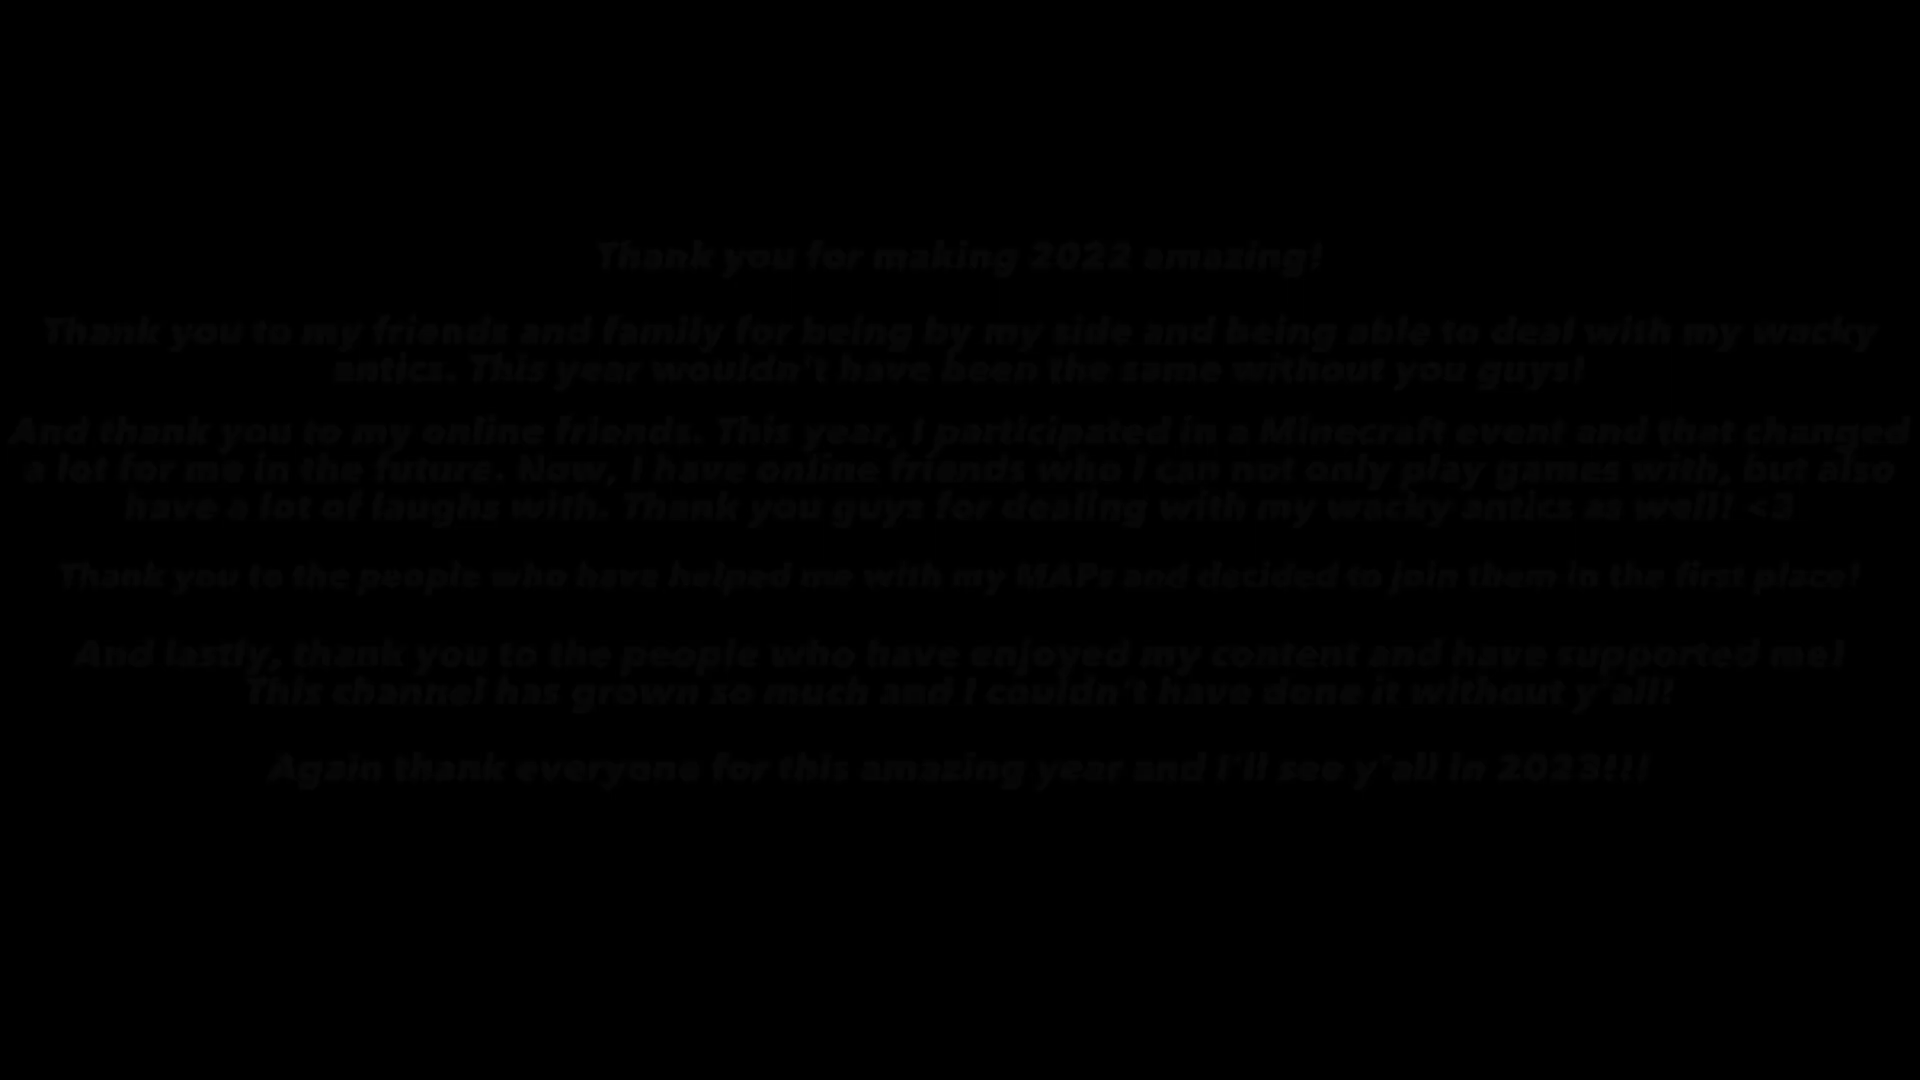 Thank you for making 2022 amazing!
Thank you to my friends and family for being by my side and being able to deal with my wacky
antics. This year wouldn't have been the same without you guys!
And thank you to my online friends. This year, I participated in a Minecraft event and that changed
a lot for me in the future. Now, I have online friends who I can not only play games with, but also
have a lot of laughs with. Thank you guys for dealing with my wacky antics as well! <3
Thank you to the people who have helped me with my MAPs and decided to join them in the first place!
And lastly, thank you to the people who have enjoyed my content and have supported me!
This channel has grown so much and I couldn't have done it without y'all!
Again thank everyone for this amazing year and I'll see y'all in 2023!!!